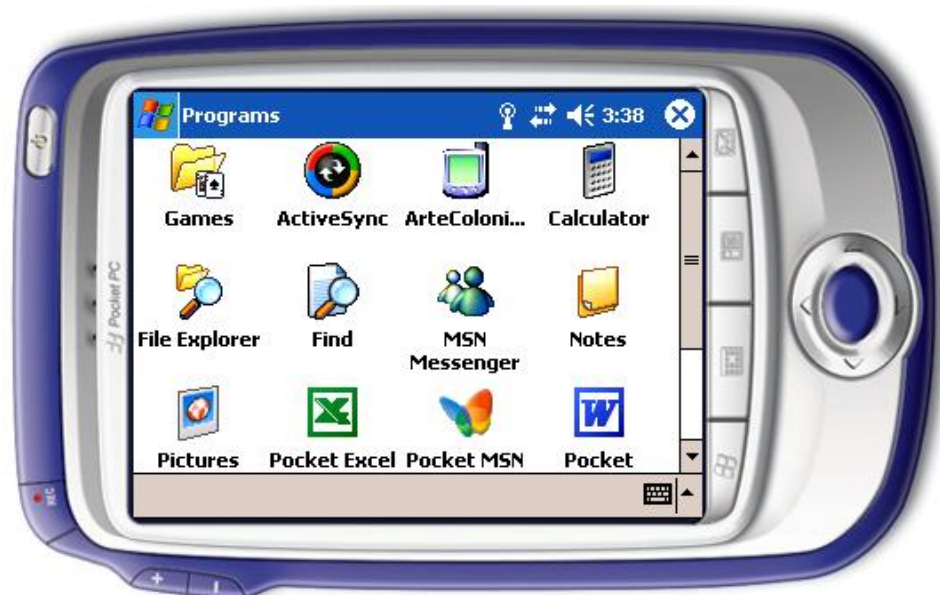 Programs 3:38
Games ActiveSync ArteColoni... Calculator
File Explorer Find MSN Messenger Notes
Pictures Pocket Excel Pocket MSN Pocket
Pocket PC
REC
+ -